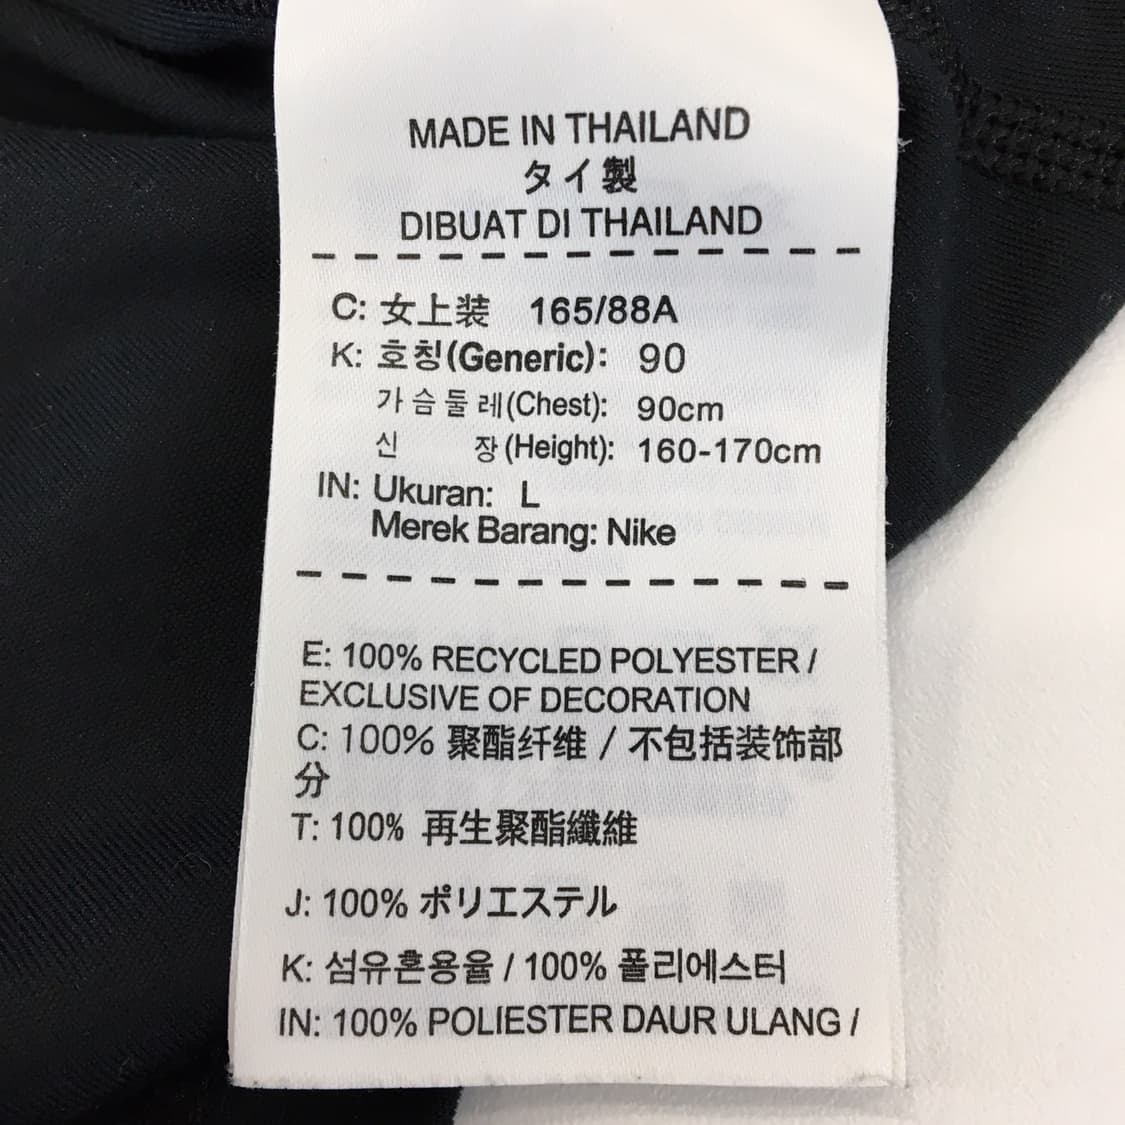 MADE IN THAILAND
タイ製
DIBUAT DI THAILAND
C: 女上装 165/88A
K: 호칭(Generic): 90
가슴둘레(Chest): 90cm
신 장(Height): 160-170cm
IN: Ukuran: L
Merek Barang: Nike
E: 100% RECYCLED POLYESTER /
EXCLUSIVE OF DECORATION
C: 100% 聚酯纤维 / 不包括装饰部
分
T: 100% 再生聚酯纖維
J: 100% ポリエステル
K: 섬유혼용율 / 100% 폴리에스터
IN: 100% POLIESTER DAUR ULANG /